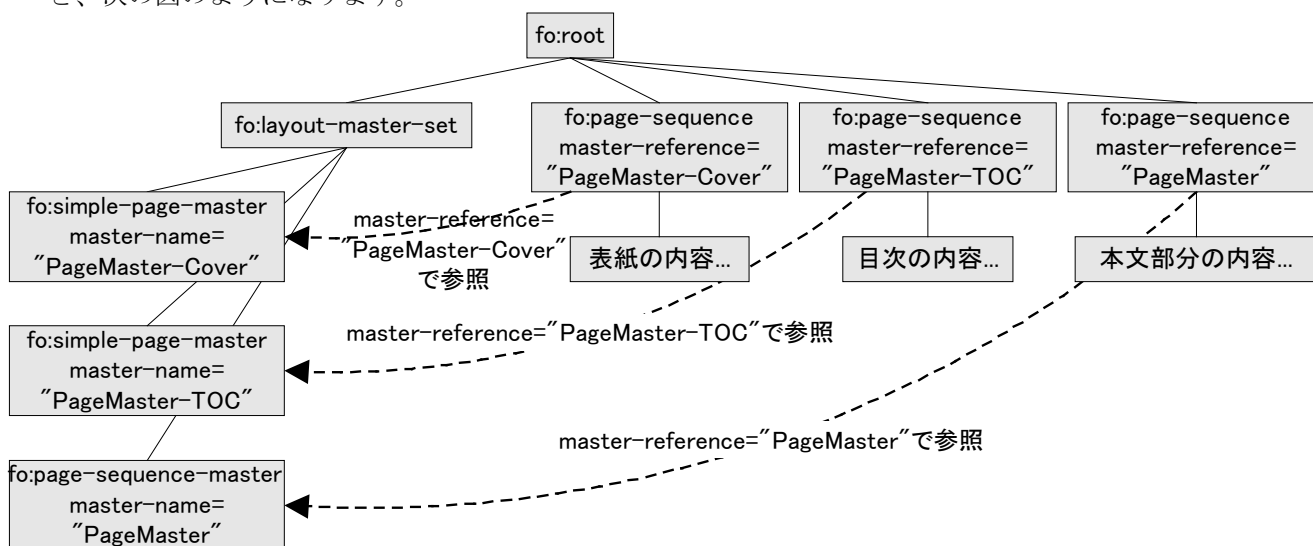 と、次の図のようになります。
fo:root
fo:layout-master-set
fo:page-sequence
master-reference=
"PageMaster-Cover"
fo:page-sequence
master-reference=
"PageMaster-TOC"
fo:page-sequence
master-reference=
"PageMaster"
fo:simple-page-master
master-name=
"PageMaster-Cover"
master-reference=
"PageMaster-Cover"
で参照
表紙の内容...
目次の内容...
本文部分の内容...
fo:simple-page-master
master-name=
"PageMaster-TOC"
master-reference="PageMaster-TOC"で参照
master-reference="PageMaster"で参照
fo:page-sequence-master
master-name=
"PageMaster"